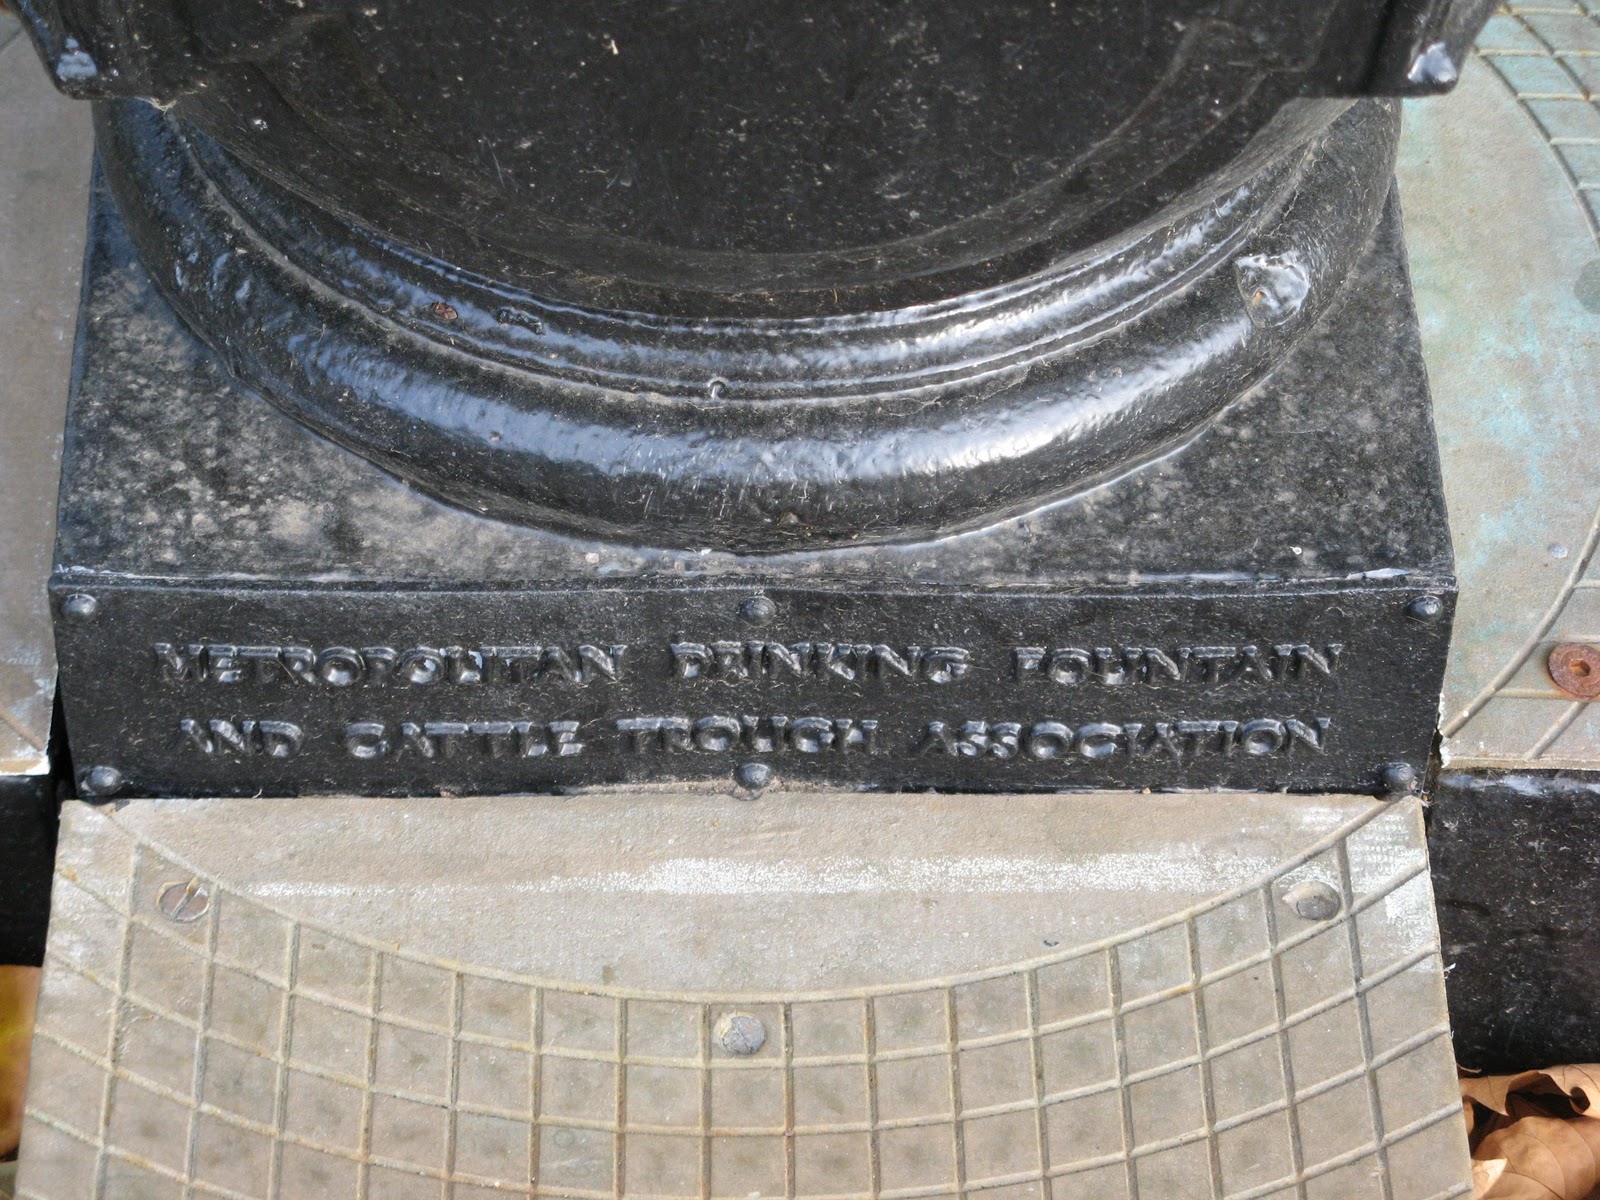 METROPOLITAN DRINKING FOUNTAIN
AND CATTLE TROUGH ASSOCIATION